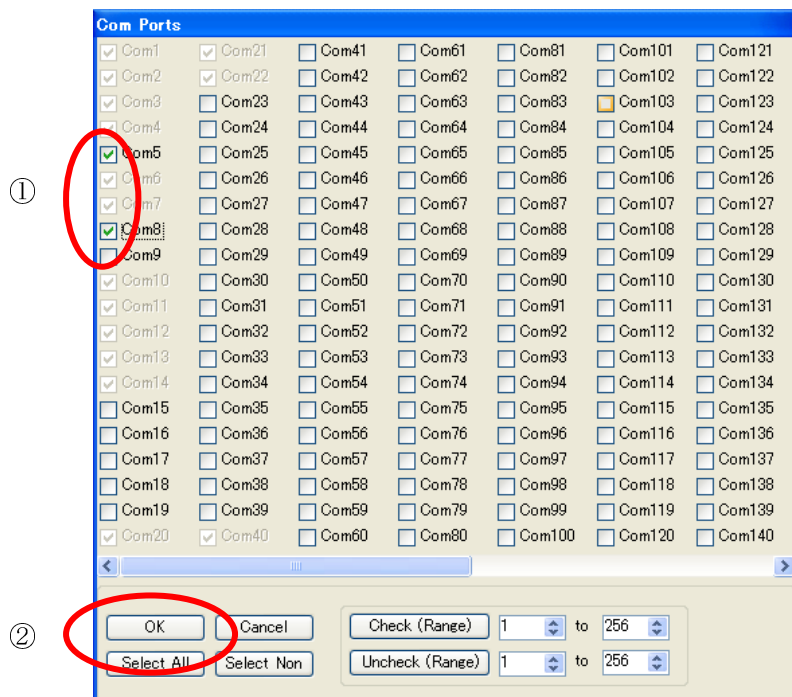 Com Ports
Com1 Com21 Com41 Com61 Com81 Com101 Com121
Com2 Com22 Com42 Com62 Com82 Com102 Com122
Com3 Com23 Com43 Com63 Com83 Com103 Com123
Com4 Com24 Com44 Com64 Com84 Com104 Com124
① Com5 Com25 Com45 Com65 Com85 Com105 Com125
Com6 Com26 Com46 Com66 Com86 Com106 Com126
Com7 Com27 Com47 Com67 Com87 Com107 Com127
Com8 Com28 Com48 Com68 Com88 Com108 Com128
Com9 Com29 Com49 Com69 Com89 Com109 Com129
Com10 Com30 Com50 Com70 Com90 Com110 Com130
Com11 Com31 Com51 Com71 Com91 Com111 Com131
Com12 Com32 Com52 Com72 Com92 Com112 Com132
Com13 Com33 Com53 Com73 Com93 Com113 Com133
Com14 Com34 Com54 Com74 Com94 Com114 Com134
Com15 Com35 Com55 Com75 Com95 Com115 Com135
Com16 Com36 Com56 Com76 Com96 Com116 Com136
Com17 Com37 Com57 Com77 Com97 Com117 Com137
Com18 Com38 Com58 Com78 Com98 Com118 Com138
Com19 Com39 Com59 Com79 Com99 Com119 Com139
Com20 Com40 Com60 Com80 Com100 Com120 Com140
② OK Cancel Check (Range) 1 to 256
Select All Select Non Uncheck (Range) 1 to 256